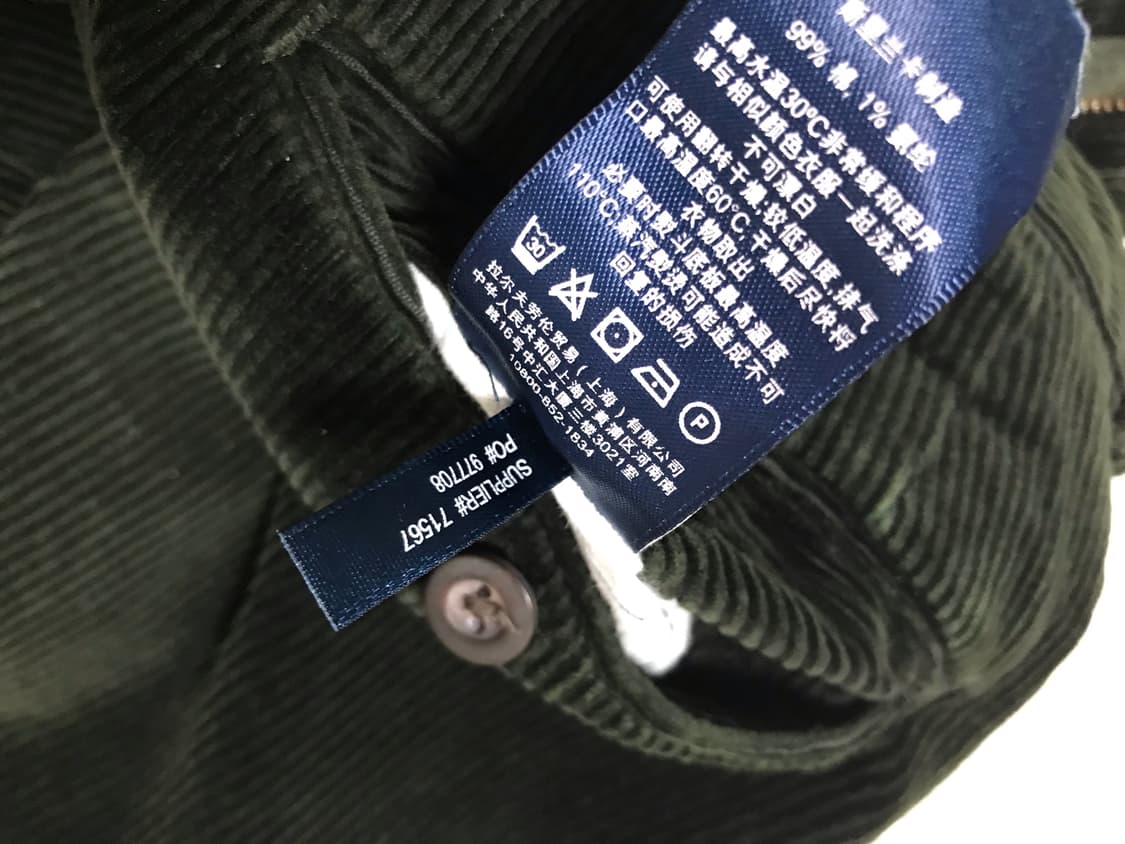 斯里兰卡制造
99% 棉, 1% 氨纶
最高水温30°C非常缓和程序
请与相似颜色衣服一起洗涤
不可漂白
可使用翻转干燥,较低温度,排气
口最高温度60°C,干燥后尽快将
衣物取出
必要时熨斗底板最高温度
110°C,蒸汽熨烫可能造成不可
回复的损伤
30
P
拉尔夫劳伦贸易（上海）有限公司
中华人民共和国上海市黄浦区河南南
路16号中汇大厦三楼3021室
10800-852-1834
SUPPLIER# 71567
PO# 977708